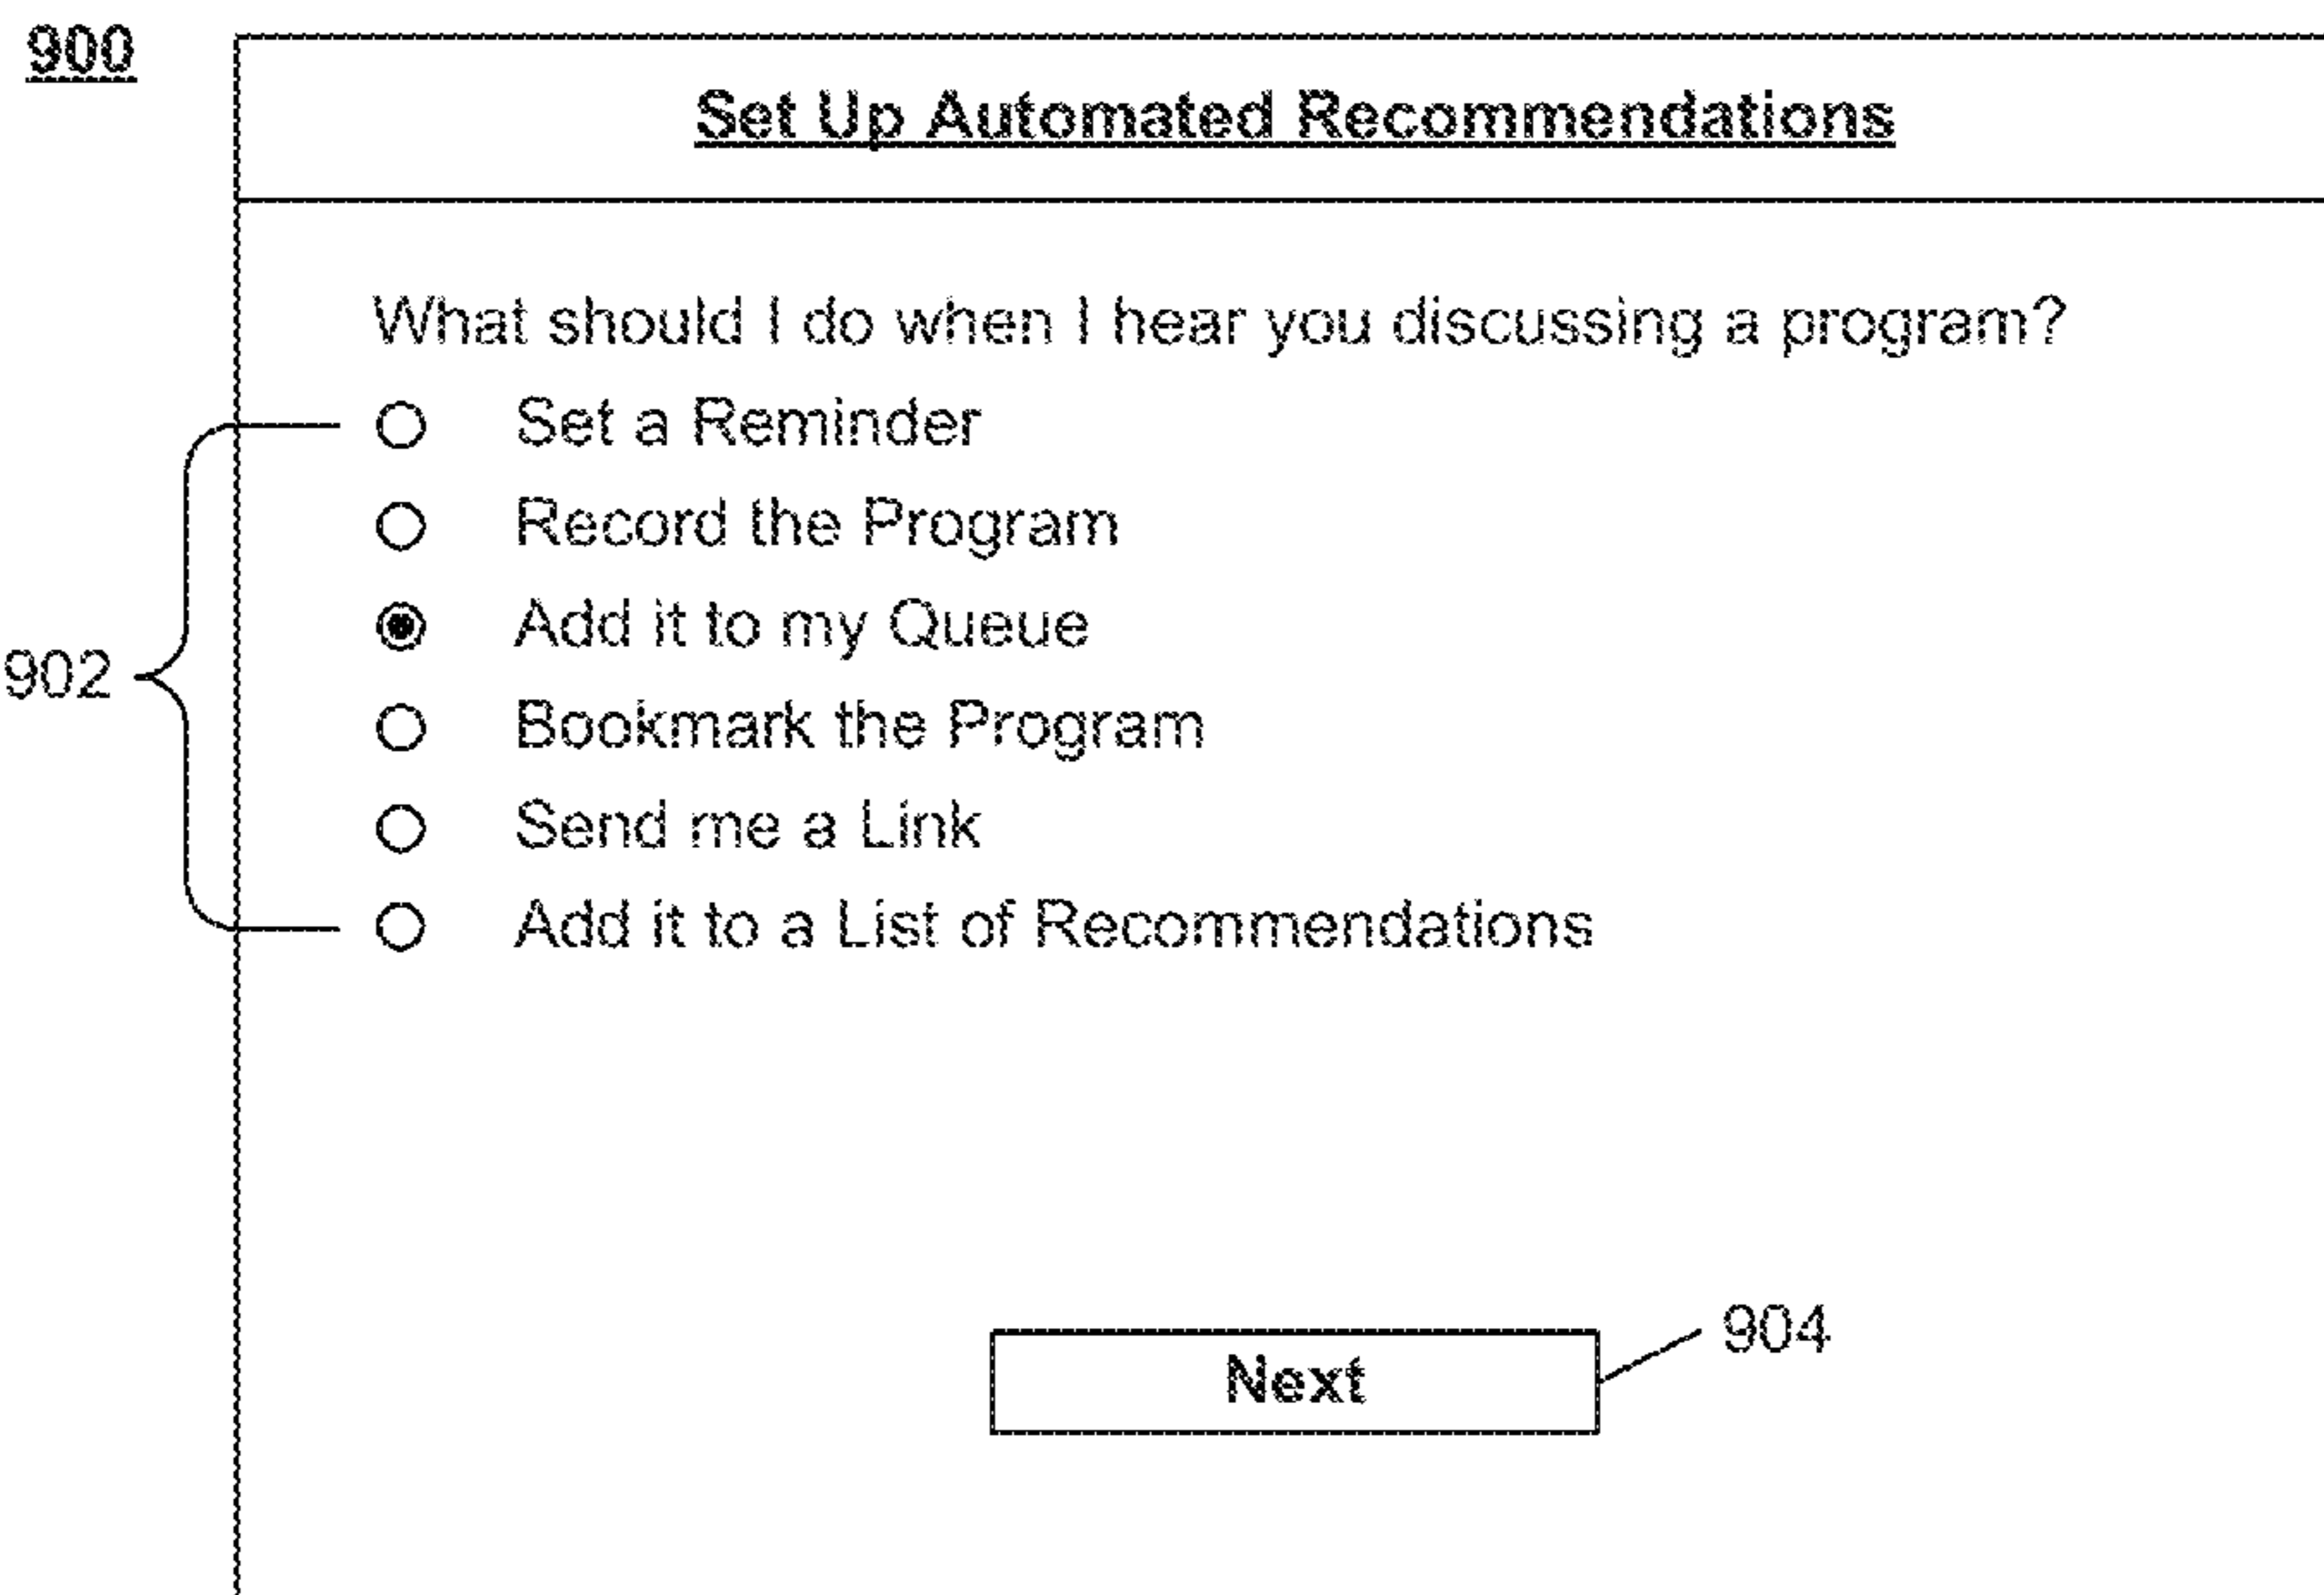 900
Set Up Automated Recommendations
What should I do when I hear you discussing a program?
Set a Reminder
Record the Program
Add it to my Queue
902
Bookmark the Program
Send me a Link
Add it to a List of Recommendations
904
Next